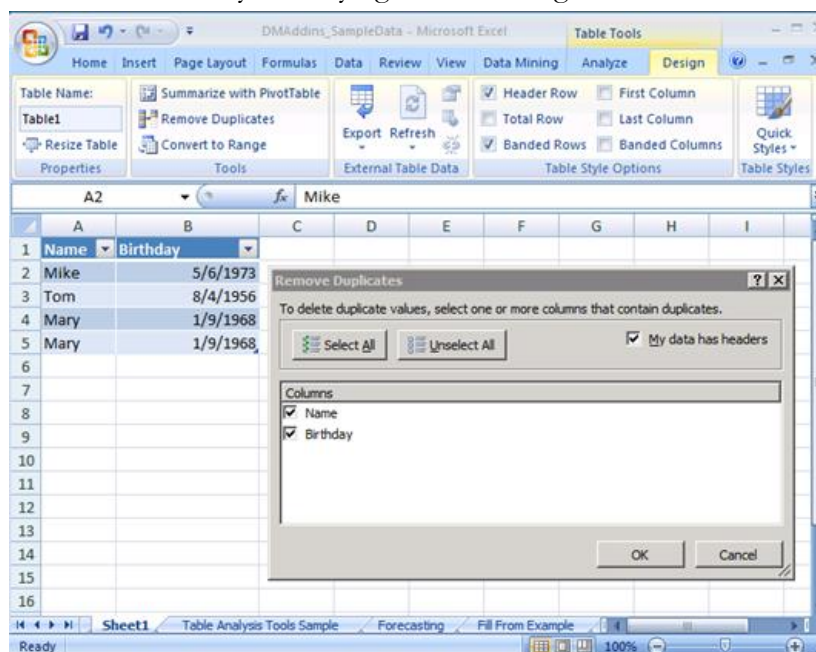 DMAddins_SampleData - Microsoft Excel
Table Tools
Home Insert Page Layout Formulas Data Review View Data Mining Analyze Design
Table Name:
Table1
Resize Table
Properties
Summarize with PivotTable
Remove Duplicates
Convert to Range
Tools
Export Refresh
External Table Data
Header Row First Column
Total Row Last Column
Banded Rows Banded Columns
Table Style Options
Quick
Styles
Table Styles
A2 fx Mike
A B C D E F G H I
1 Name Birthday
2 Mike 5/6/1973
3 Tom 8/4/1956
4 Mary 1/9/1968
5 Mary 1/9/1968
6
7
8
9
10
11
12
13
14
15
16
Remove Duplicates
To delete duplicate values, select one or more columns that contain duplicates.
Select All Unselect All My data has headers
Columns
Name
Birthday
OK Cancel
Sheet1 Table Analysis Tools Sample Forecasting Fill From Example
Ready 100%